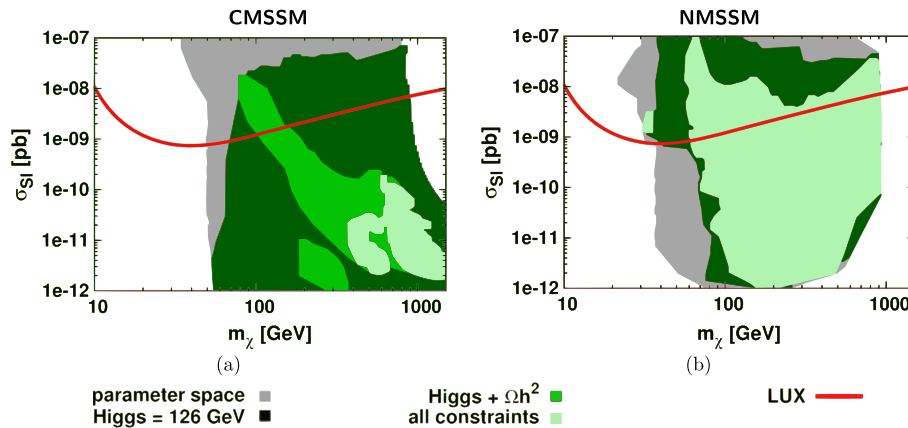 CMSSM
NMSSM
1e-07
1e-08
1e-09
1e-10
1e-11
1e-12
σSI [pb]
10
100
1000
mχ [GeV]
(a)
1e-07
1e-08
1e-09
1e-10
1e-11
1e-12
σSI [pb]
10
100
1000
mχ [GeV]
(b)
parameter space
Higgs = 126 GeV
Higgs + Ωh²
all constraints
LUX